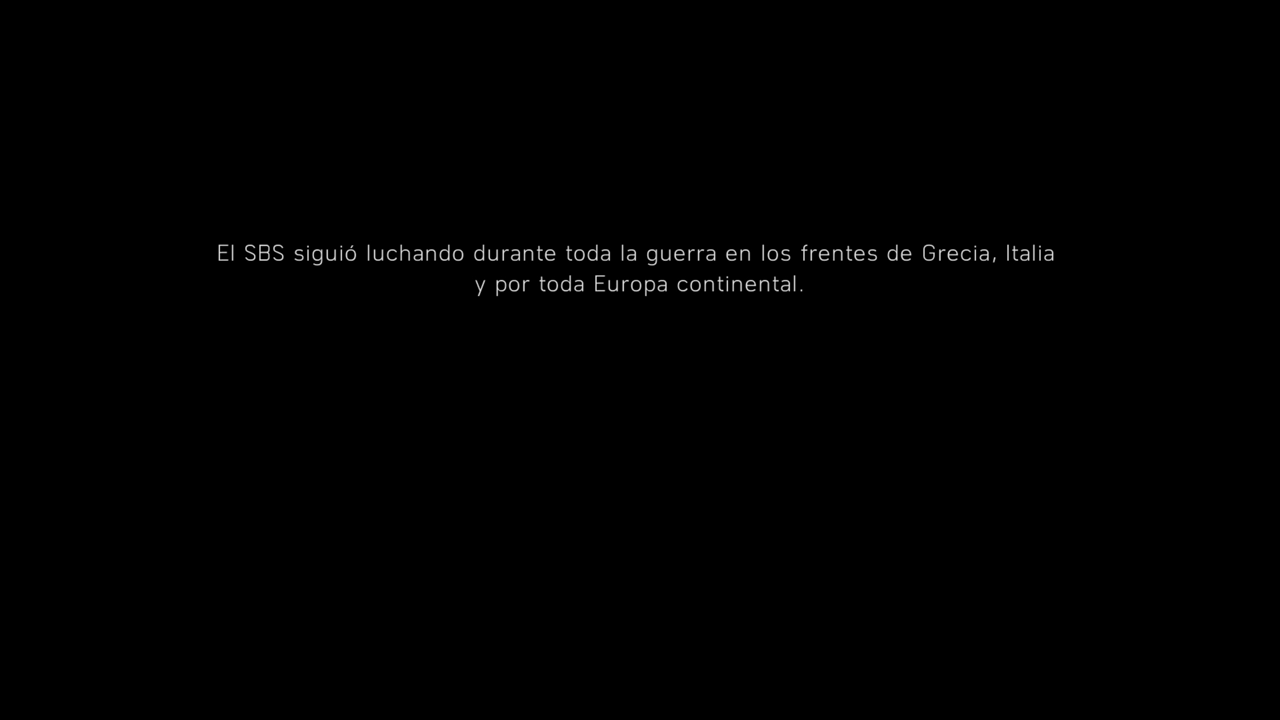 El SBS siguió luchando durante toda la guerra en los frentes de Grecia, Italia
y por toda Europa continental.